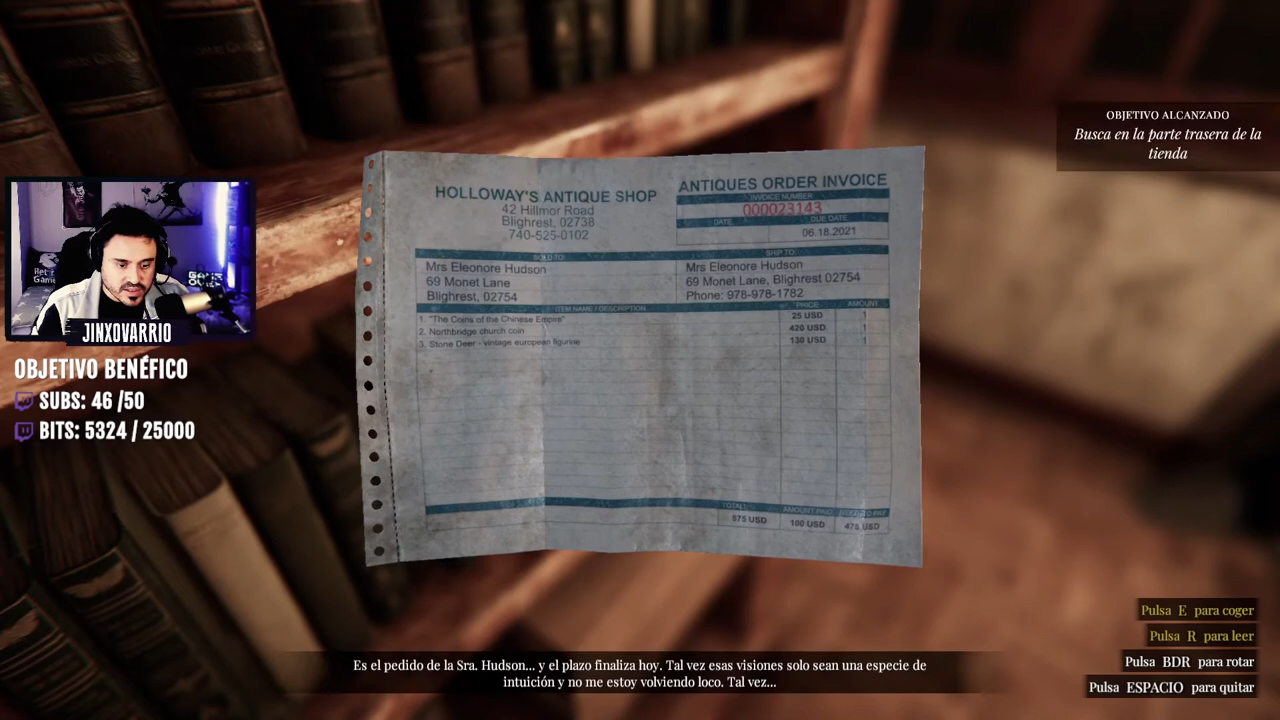 OBJETIVO ALCANZADO
Busca en la parte trasera de la
tienda
HOLLOWAY'S ANTIQUE SHOP
42 Hillmor Road
Blighrest, 02738
740-525-0102
ANTIQUES ORDER INVOICE
INVOICE NUMBER
000023143
DATE DUE DATE
06.18.2021
SOLD TO: SHIP TO:
Mrs Eleonore Hudson
69 Monet Lane
Blighrest, 02754
Mrs Eleonore Hudson
69 Monet Lane, Blighrest 02754
Phone: 978-978-1782
ITEM NAME / DESCRIPTION PRICE AMOUNT
1. "The Coins of the Chinese Empire" 25 USD 1
2. Northbridge church coin 420 USD 1
3. Stone Deer - vintage european figurine 130 USD 1
TOTAL: AMOUNT PAID
575 USD 100 USD 475 USD
JINXOVARRIO
OBJETIVO BENÉFICO
SUBS: 46 /50
BITS: 5324 / 25000
GAME
OVER
Pulsa E para coger
Pulsa R para leer
Pulsa BDR para rotar
Pulsa ESPACIO para quitar
Es el pedido de la Sra. Hudson... y el plazo finaliza hoy. Tal vez esas visiones solo sean una especie de
intuición y no me estoy volviendo loco. Tal vez...